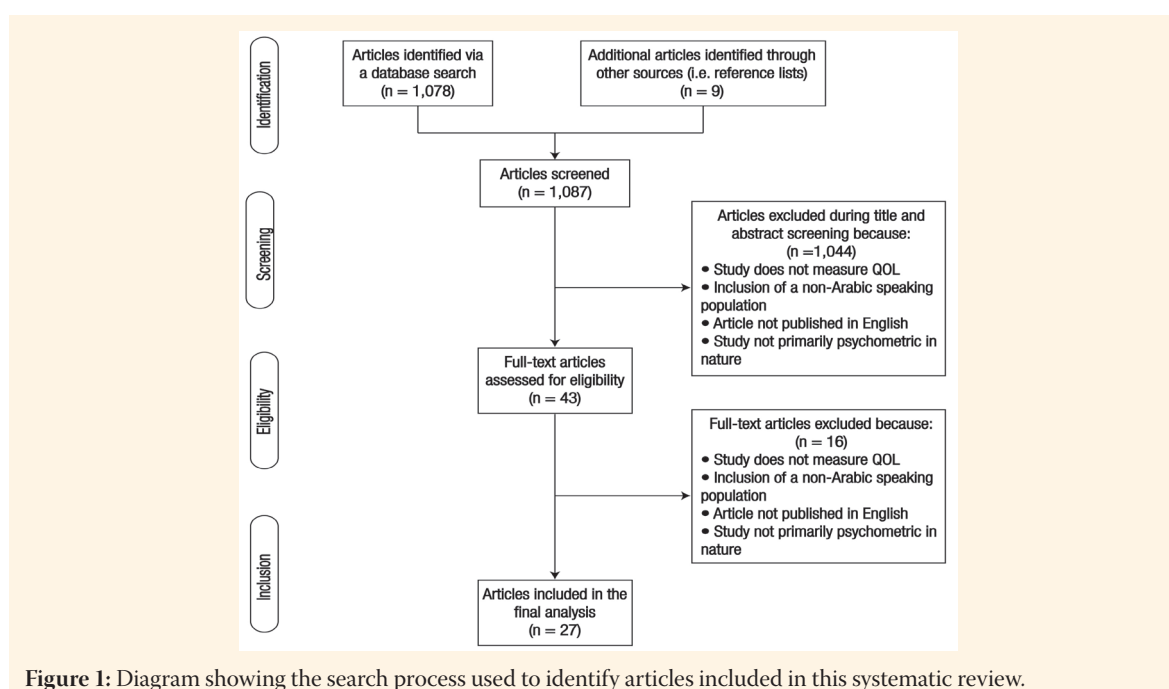 Identification
Articles identified via
a database search
(n = 1,078)
Additional articles identified through
other sources (i.e. reference lists)
(n = 9)
Articles screened
(n = 1,087)
Screening
Articles excluded during title and
abstract screening because:
(n =1,044)
• Study does not measure QOL
• Inclusion of a non-Arabic speaking
population
• Article not published in English
• Study not primarily psychometric in
nature
Eligibility
Full-text articles
assessed for eligibility
(n = 43)
Full-text articles excluded because:
(n = 16)
• Study does not measure QOL
• Inclusion of a non-Arabic speaking
population
• Article not published in English
• Study not primarily psychometric in
nature
Inclusion
Articles included in the
final analysis
(n = 27)
Figure 1: Diagram showing the search process used to identify articles included in this systematic review.